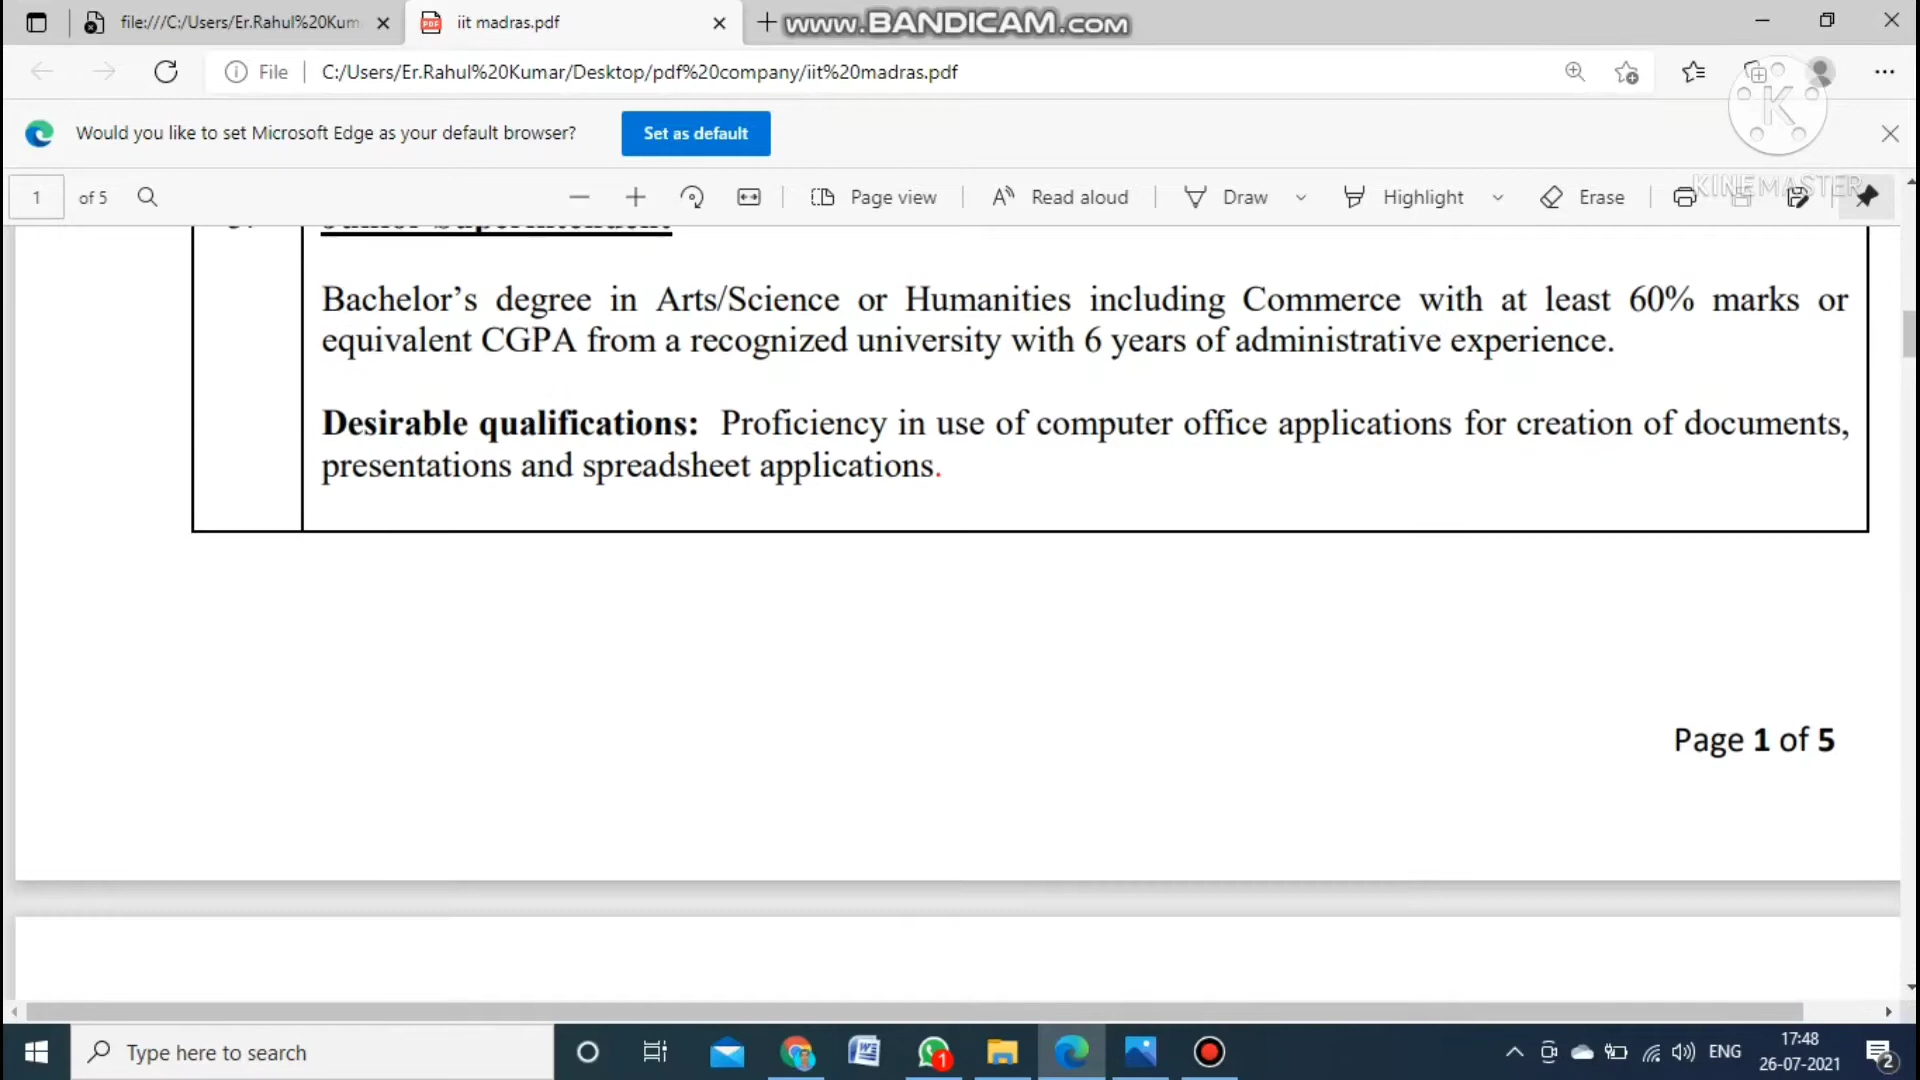 file:///C:/Users/Er.Rahul%20Kum
iit madras.pdf
www.BANDICAM.com
File
C:/Users/Er.Rahul%20Kumar/Desktop/pdf%20company/iit%20madras.pdf
K
Would you like to set Microsoft Edge as your default browser?
Set as default
1 of 5
Page view
Read aloud
Draw
Highlight
Erase
KINEMASTER
Junior Superintendent
Bachelor’s degree in Arts/Science or Humanities including Commerce with at least 60% marks or
equivalent CGPA from a recognized university with 6 years of administrative experience.
Desirable qualifications: Proficiency in use of computer office applications for creation of documents,
presentations and spreadsheet applications.
Page 1 of 5
Type here to search
1
ENG
17:48
26-07-2021
2